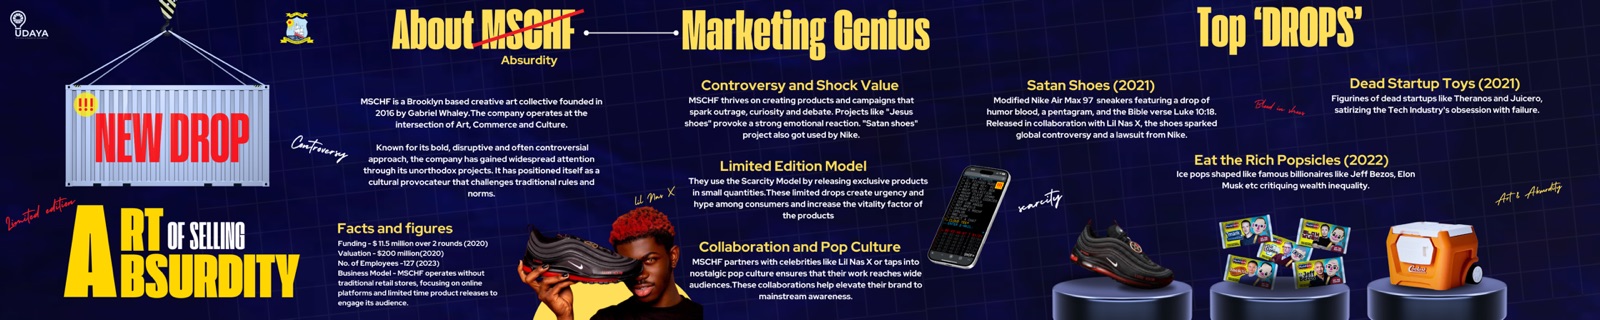 UDAYA
!!!
NEW DROP
Limited edition
ART OF SELLING
ABSURDITY
About MSCHF
Absurdity
MSCHF is a Brooklyn based creative art collective founded in
2016 by Gabriel Whaley.The company operates at the
intersection of Art, Commerce and Culture.
Controversy
Known for its bold, disruptive and often controversial
approach, the company has gained widespread attention
through its unorthodox projects. It has positioned itself as a
cultural provocateur that challenges traditional rules and
norms.
Facts and figures
Funding - $ 11.5 million over 2 rounds (2020)
Valuation - $200 million(2020)
No. of Employees -127 (2023)
Business Model - MSCHF operates without
traditional retail stores, focusing on online
platforms and limited time product releases to
engage its audience.
Lil Nas X
Marketing Genius
Controversy and Shock Value
MSCHF thrives on creating products and campaigns that
spark outrage, curiosity and debate. Projects like "Jesus
shoes" provoke a strong emotional reaction. "Satan shoes"
project also got used by Nike.
Limited Edition Model
They use the Scarcity Model by releasing exclusive products
in small quantities.These limited drops create urgency and
hype among consumers and increase the vitality factor of
the products
Collaboration and Pop Culture
MSCHF partners with celebrities like Lil Nas X or taps into
nostalgic pop culture ensures that their work reaches wide
audiences.These collaborations help elevate their brand to
mainstream awareness.
scarcity
Top ‘DROPS’
Satan Shoes (2021)
Modified Nike Air Max 97 sneakers featuring a drop of
humor blood, a pentagram, and the Bible verse Luke 10:18.
Released in collaboration with Lil Nas X, the shoes sparked
global controversy and a lawsuit from Nike.
Blood in shoes
Dead Startup Toys (2021)
Figurines of dead startups like Theranos and Juicero,
satirizing the Tech Industry's obsession with failure.
Eat the Rich Popsicles (2022)
Ice pops shaped like famous billionaires like Jeff Bezos, Elon
Musk etc critiquing wealth inequality.
Art & Absurdity